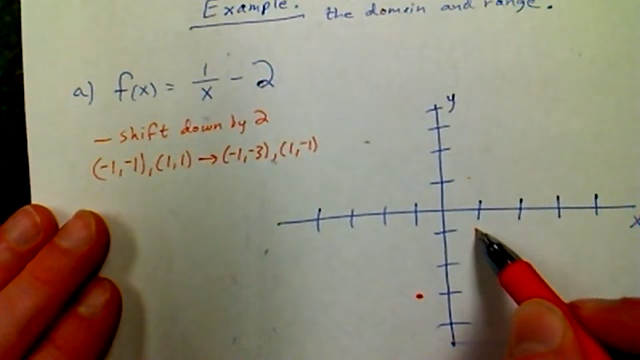 Example. the domain and range.
a) f(x) = 1/x - 2
- shift down by 2
(-1,-1), (1,1) → (-1,-3), (1,-1)
y
x